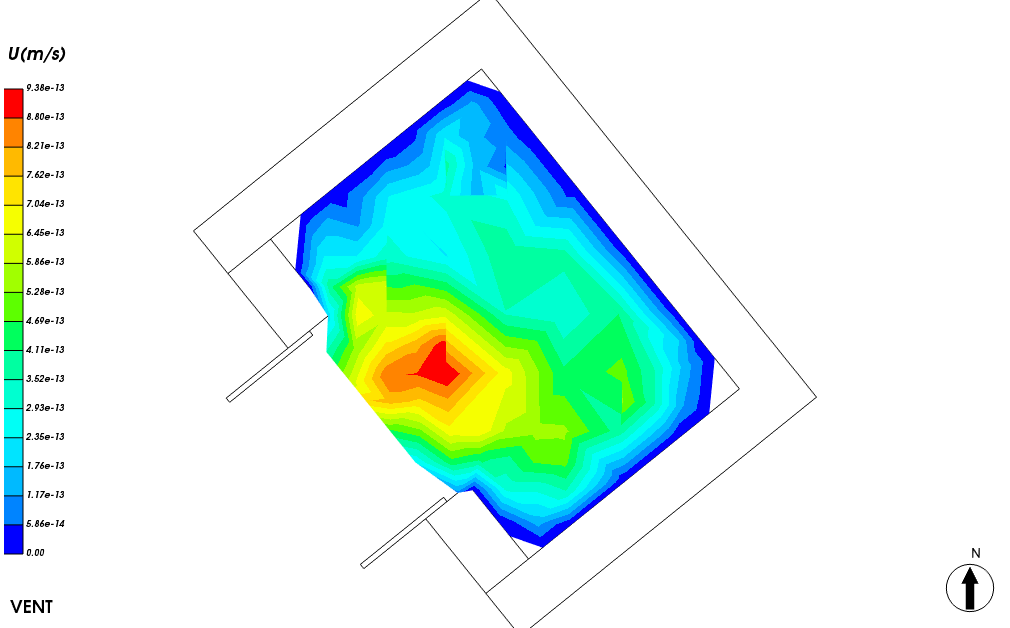 U(m/s)
9.38e-13
8.80e-13
8.21e-13
7.62e-13
7.04e-13
6.45e-13
5.86e-13
5.28e-13
4.69e-13
4.11e-13
3.52e-13
2.93e-13
2.35e-13
1.76e-13
1.17e-13
5.86e-14
0.00
N
VENT